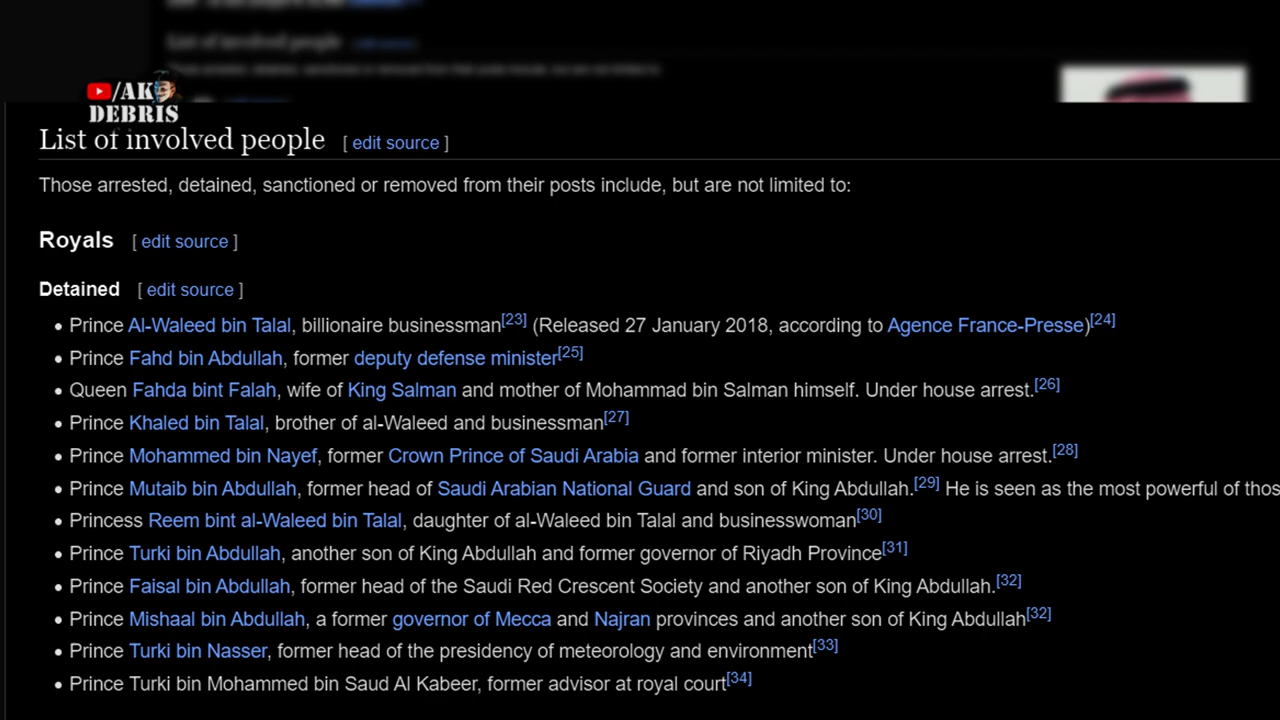 List of involved people [edit source]
/AK
DEBRIS
List of involved people [ edit source ]
Those arrested, detained, sanctioned or removed from their posts include, but are not limited to:
Royals [ edit source ]
Detained [ edit source ]
• Prince Al-Waleed bin Talal, billionaire businessman[23] (Released 27 January 2018, according to Agence France-Presse)[24]
• Prince Fahd bin Abdullah, former deputy defense minister[25]
• Queen Fahda bint Falah, wife of King Salman and mother of Mohammad bin Salman himself. Under house arrest.[26]
• Prince Khaled bin Talal, brother of al-Waleed and businessman[27]
• Prince Mohammed bin Nayef, former Crown Prince of Saudi Arabia and former interior minister. Under house arrest.[28]
• Prince Mutaib bin Abdullah, former head of Saudi Arabian National Guard and son of King Abdullah.[29] He is seen as the most powerful of thos
• Princess Reem bint al-Waleed bin Talal, daughter of al-Waleed bin Talal and businesswoman[30]
• Prince Turki bin Abdullah, another son of King Abdullah and former governor of Riyadh Province[31]
• Prince Faisal bin Abdullah, former head of the Saudi Red Crescent Society and another son of King Abdullah.[32]
• Prince Mishaal bin Abdullah, a former governor of Mecca and Najran provinces and another son of King Abdullah[32]
• Prince Turki bin Nasser, former head of the presidency of meteorology and environment[33]
• Prince Turki bin Mohammed bin Saud Al Kabeer, former advisor at royal court[34]